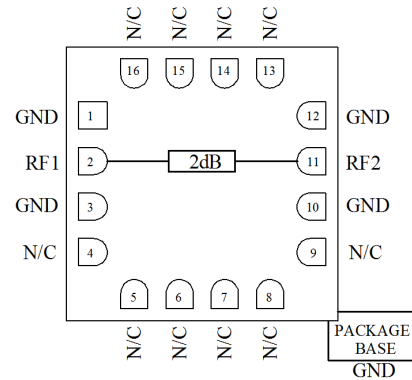 N/C N/C N/C N/C
16 15 14 13
GND 1 12 GND
RF1 2 2dB 11 RF2
GND 3 10 GND
N/C 4 9 N/C
5 6 7 8
N/C N/C N/C N/C
PACKAGE
BASE
GND